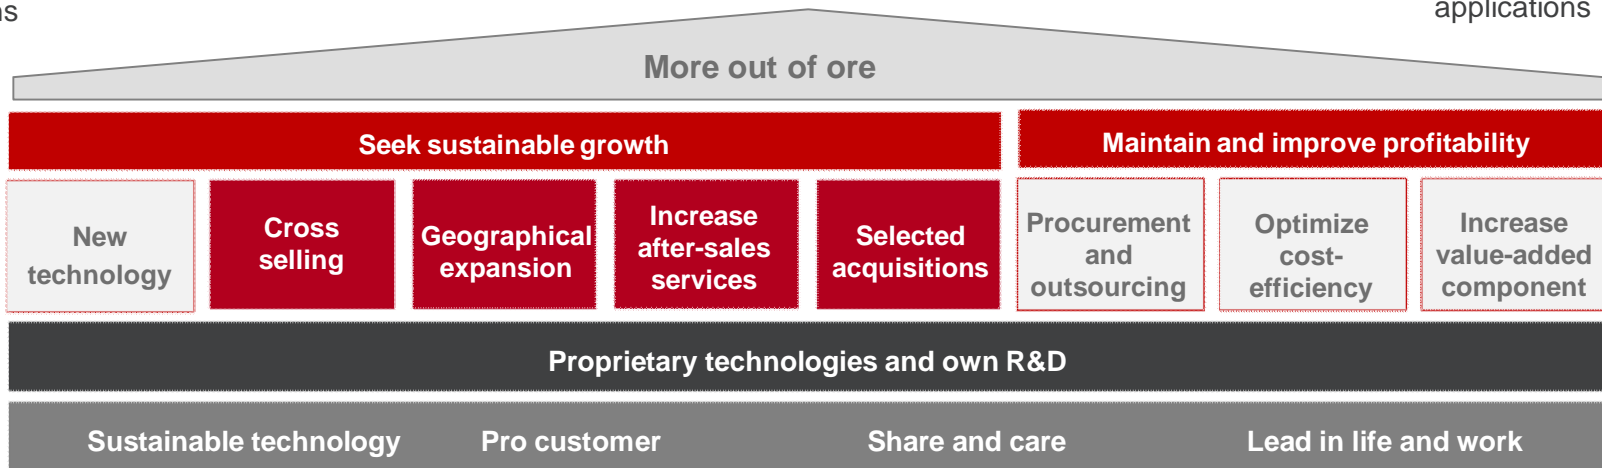 ns
applications
More out of ore
Seek sustainable growth
Maintain and improve profitability
New
technology
Cross
selling
Geographical
expansion
Increase
after-sales
services
Selected
acquisitions
Procurement
and
outsourcing
Optimize
cost-
efficiency
Increase
value-added
component
Proprietary technologies and own R&D
Sustainable technology Pro customer Share and care Lead in life and work